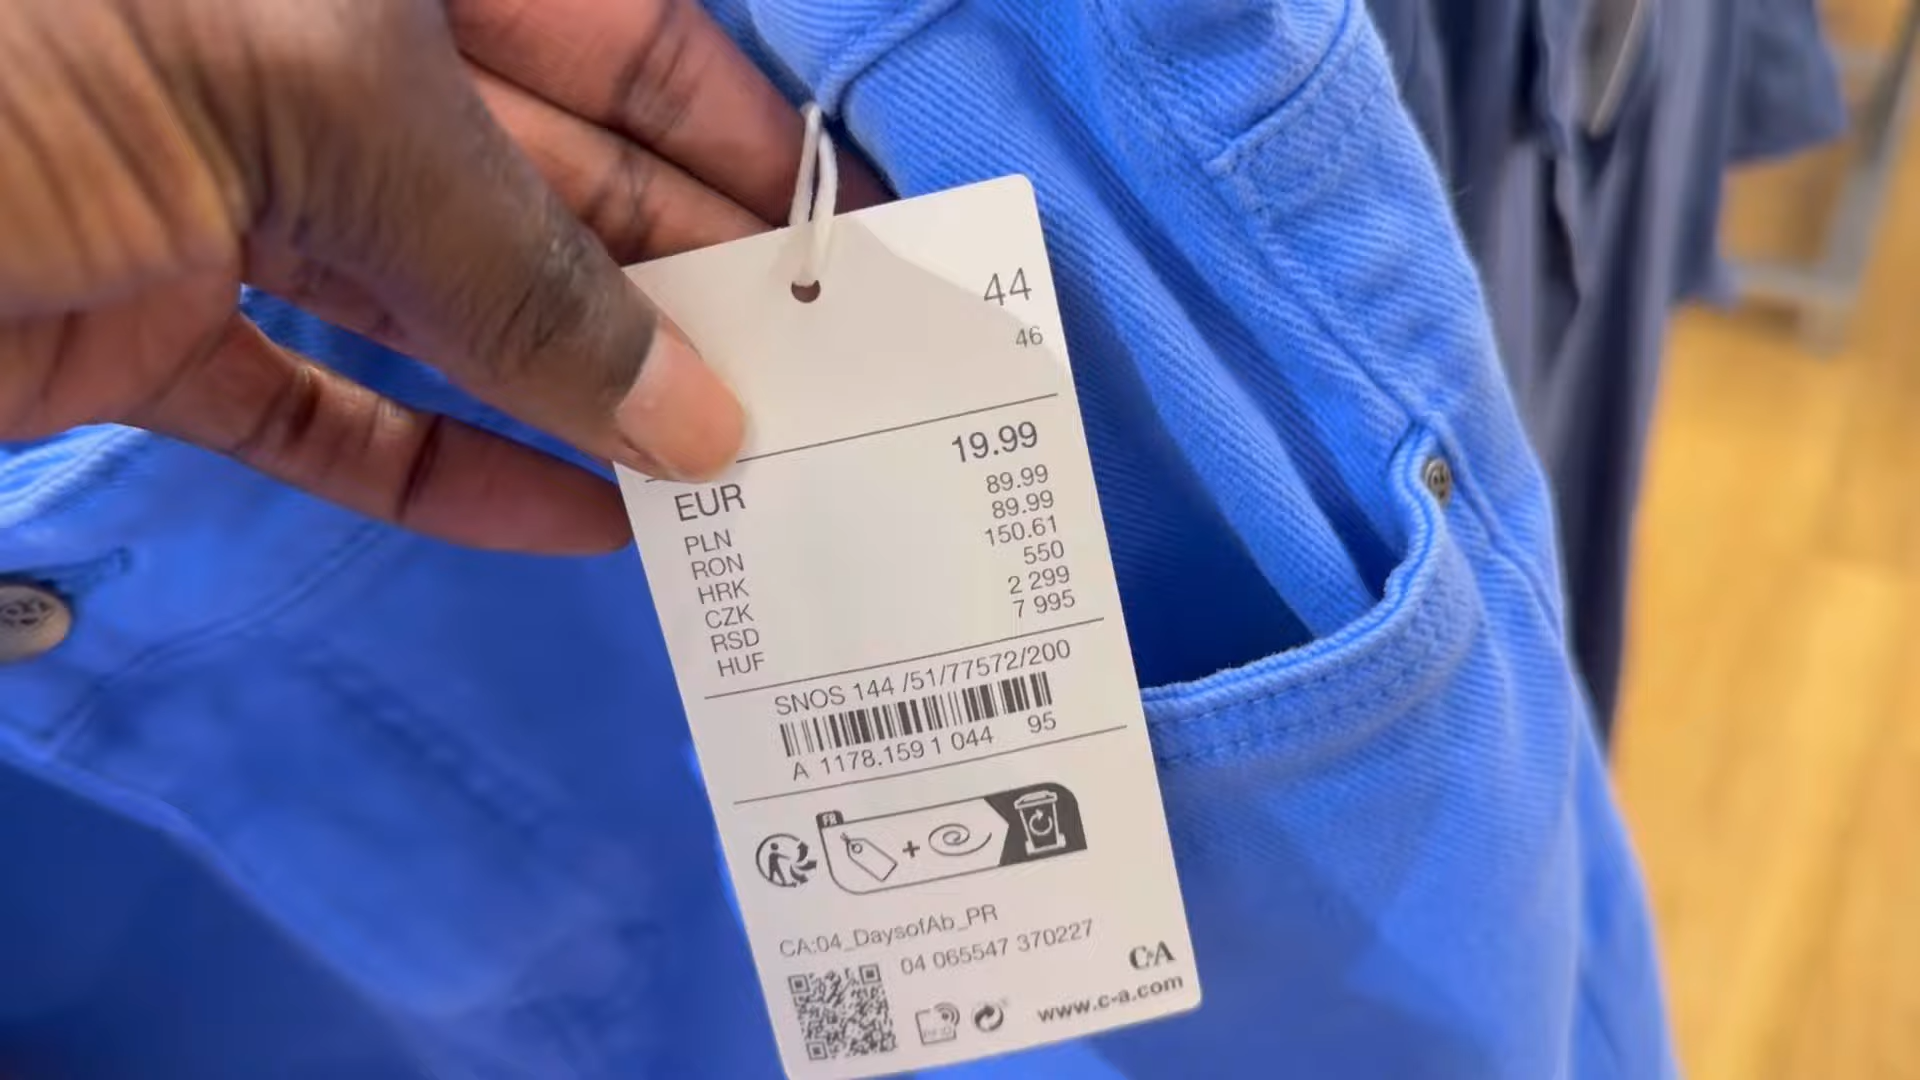 44
46
EUR 19.99
PLN 89.99
RON 89.99
HRK 150.61
CZK 550
RSD 2 299
HUF 7 995
SNOS 144 /51/77572/200
A 1178.159 1 044 95
FR
+
CA:04_DaysofAb_PR
04 065547 370227
C&A
www.c-a.com